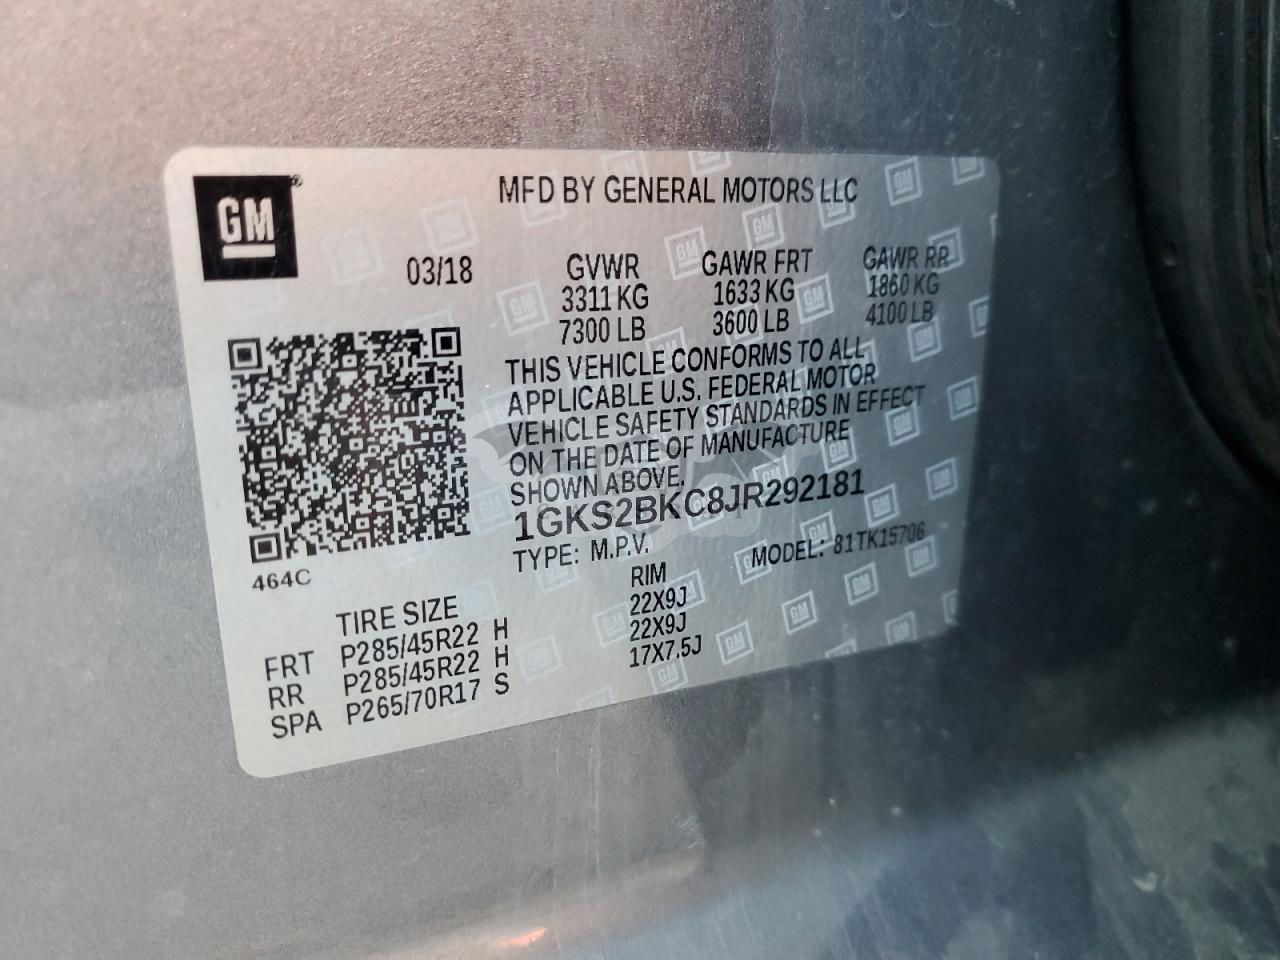 GM®
MFD BY GENERAL MOTORS LLC
03/18
GVWR GAWR FRT GAWR RR
3311 KG 1633 KG 1860 KG
7300 LB 3600 LB 4100 LB
THIS VEHICLE CONFORMS TO ALL
APPLICABLE U.S. FEDERAL MOTOR
VEHICLE SAFETY STANDARDS IN EFFECT
ON THE DATE OF MANUFACTURE
SHOWN ABOVE.
1GKS2BKC8JR292181
TYPE: M.P.V. MODEL: 81TK15706
464C
TIRE SIZE RIM
FRT P285/45R22 H 22X9J
RR P285/45R22 H 22X9J
SPA P265/70R17 S 17X7.5J